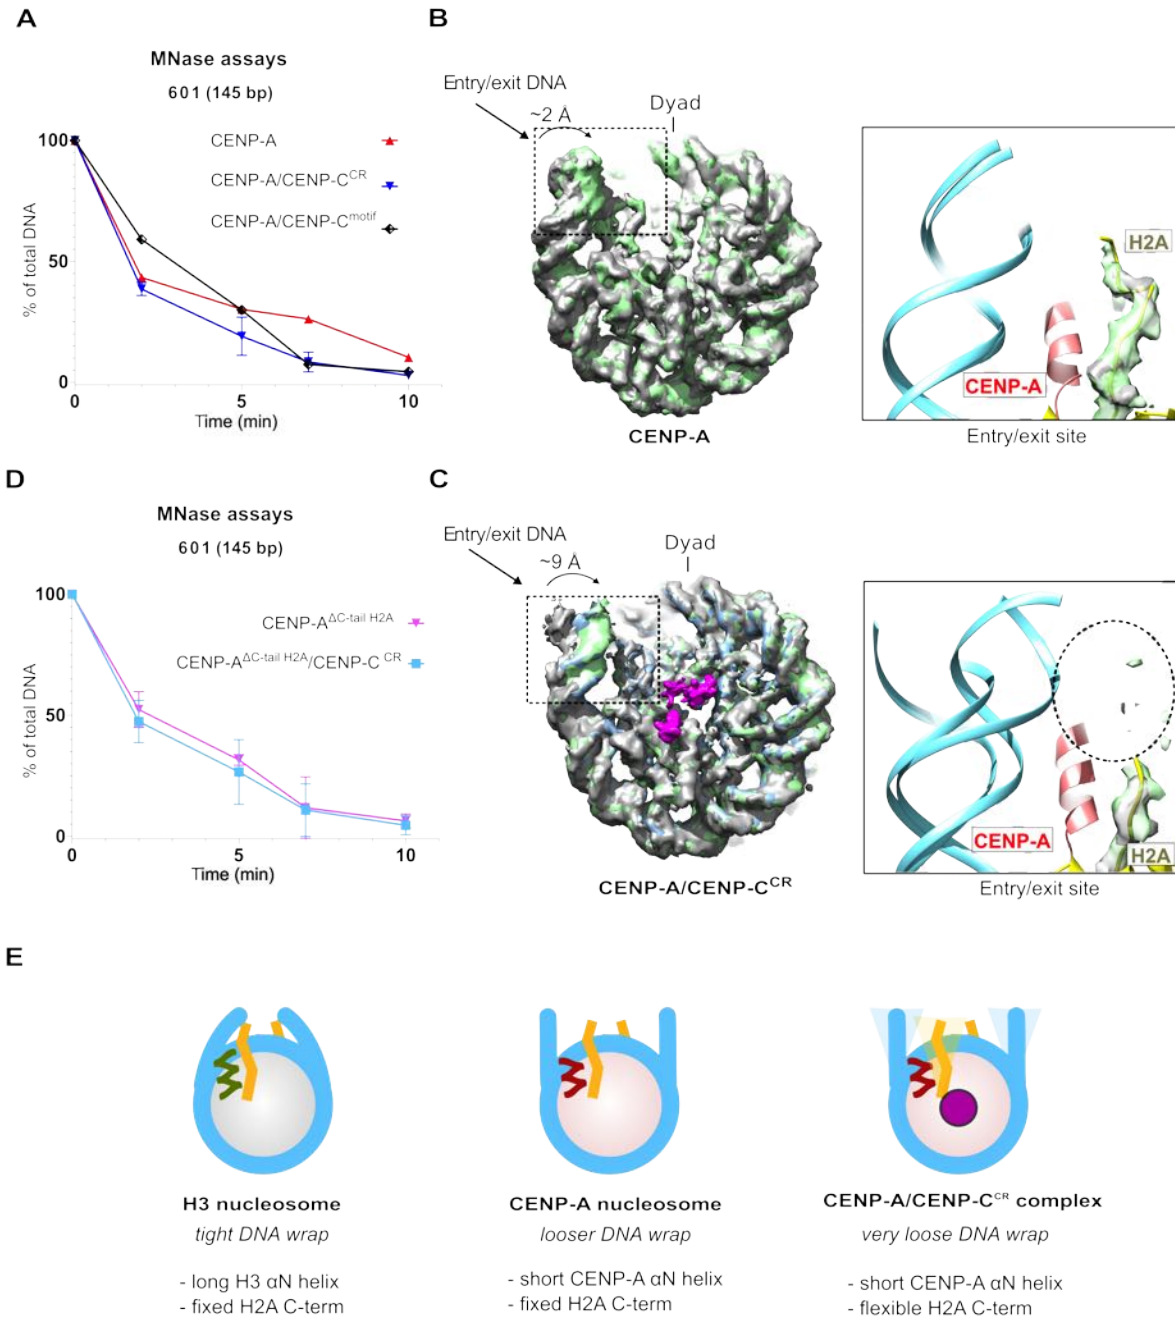 A
MNase assays
601 (145 bp)
CENP-A
CENP-A/CENP-C^CR
CENP-A/CENP-C^motif
% of total DNA
100
50
0
0
5
10
Time (min)
B
Entry/exit DNA
~2 Å
Dyad
CENP-A
H2A
CENP-A
Entry/exit site
D
MNase assays
601 (145 bp)
CENP-A^ΔC-tail H2A
CENP-A^ΔC-tail H2A/CENP-C^CR
% of total DNA
100
50
0
0
5
10
Time (min)
C
Entry/exit DNA
~9 Å
Dyad
CENP-A/CENP-C^CR
CENP-A
H2A
Entry/exit site
E
H3 nucleosome
tight DNA wrap
- long H3 αN helix
- fixed H2A C-term
CENP-A nucleosome
looser DNA wrap
- short CENP-A αN helix
- fixed H2A C-term
CENP-A/CENP-C^CR complex
very loose DNA wrap
- short CENP-A αN helix
- flexible H2A C-term